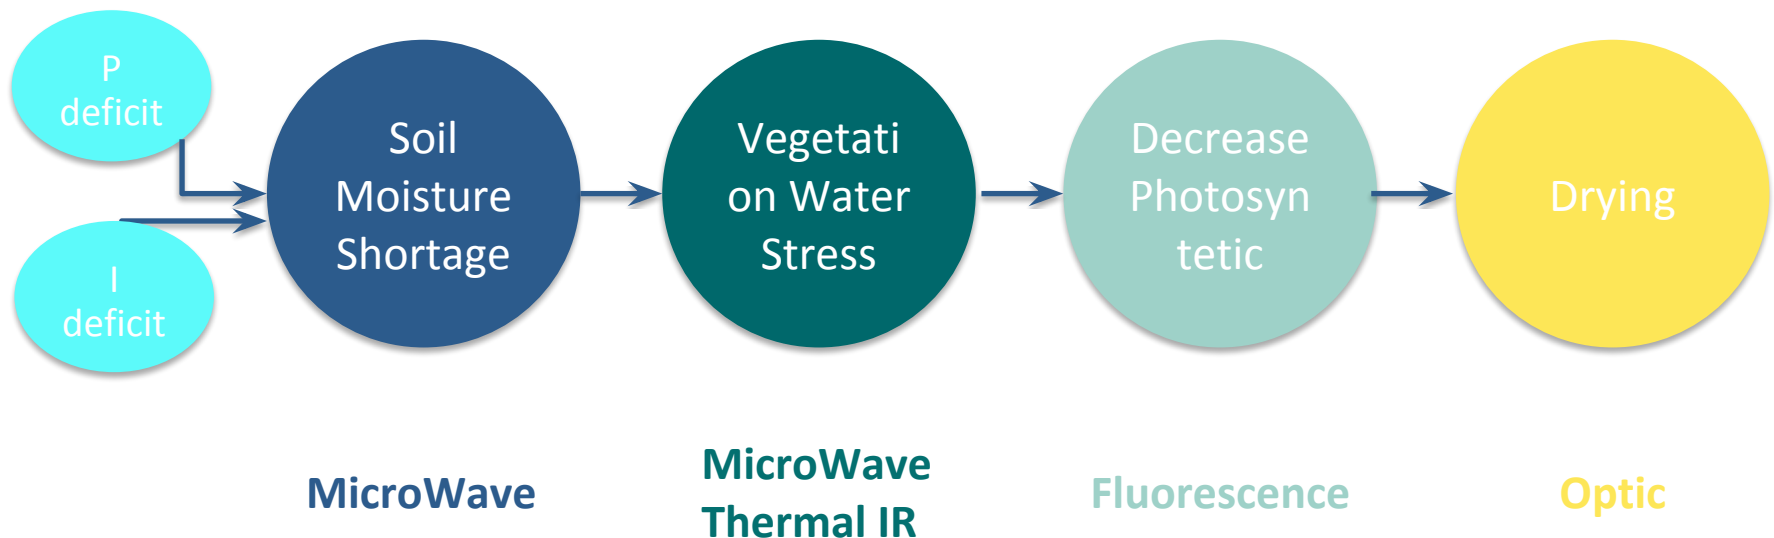 P
deficit
I
deficit
Soil
Moisture
Shortage
Vegetati
on Water
Stress
Decrease
Photosyn
tetic
Drying
MicroWave
MicroWave
Thermal IR
Fluorescence
Optic